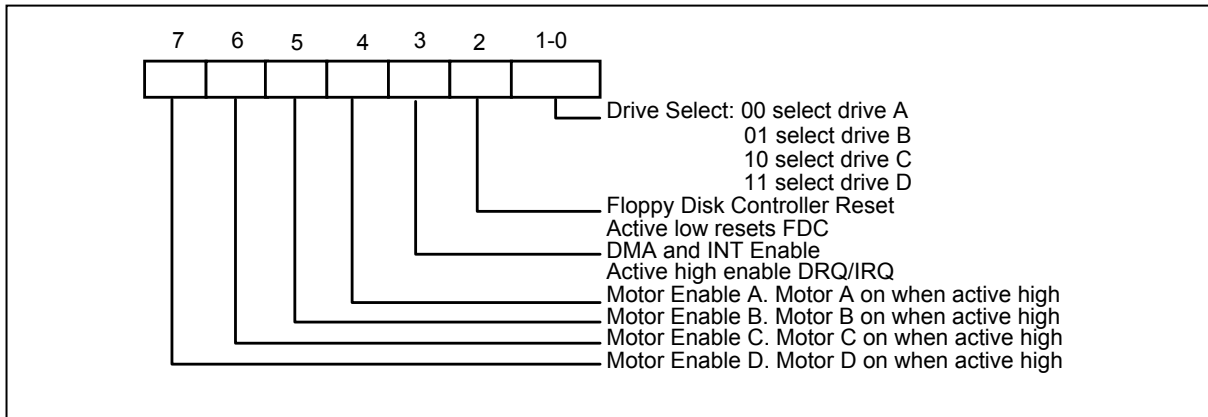 7 6 5 4 3 2 1-0
Drive Select: 00 select drive A
01 select drive B
10 select drive C
11 select drive D
Floppy Disk Controller Reset
Active low resets FDC
DMA and INT Enable
Active high enable DRQ/IRQ
Motor Enable A. Motor A on when active high
Motor Enable B. Motor B on when active high
Motor Enable C. Motor C on when active high
Motor Enable D. Motor D on when active high